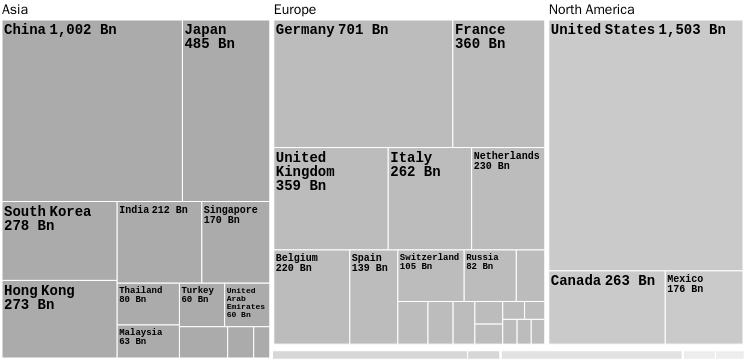 Asia
China 1,002 Bn
Japan
485 Bn
South Korea
278 Bn
India 212 Bn
Singapore
170 Bn
Hong Kong
273 Bn
Thailand
80 Bn
Turkey
60 Bn
United
Arab
Emirates
60 Bn
Malaysia
63 Bn
Europe
Germany 701 Bn
France
360 Bn
United
Kingdom
359 Bn
Italy
262 Bn
Netherlands
230 Bn
Belgium
220 Bn
Spain
139 Bn
Switzerland
105 Bn
Russia
82 Bn
North America
United States 1,503 Bn
Canada 263 Bn
Mexico
176 Bn